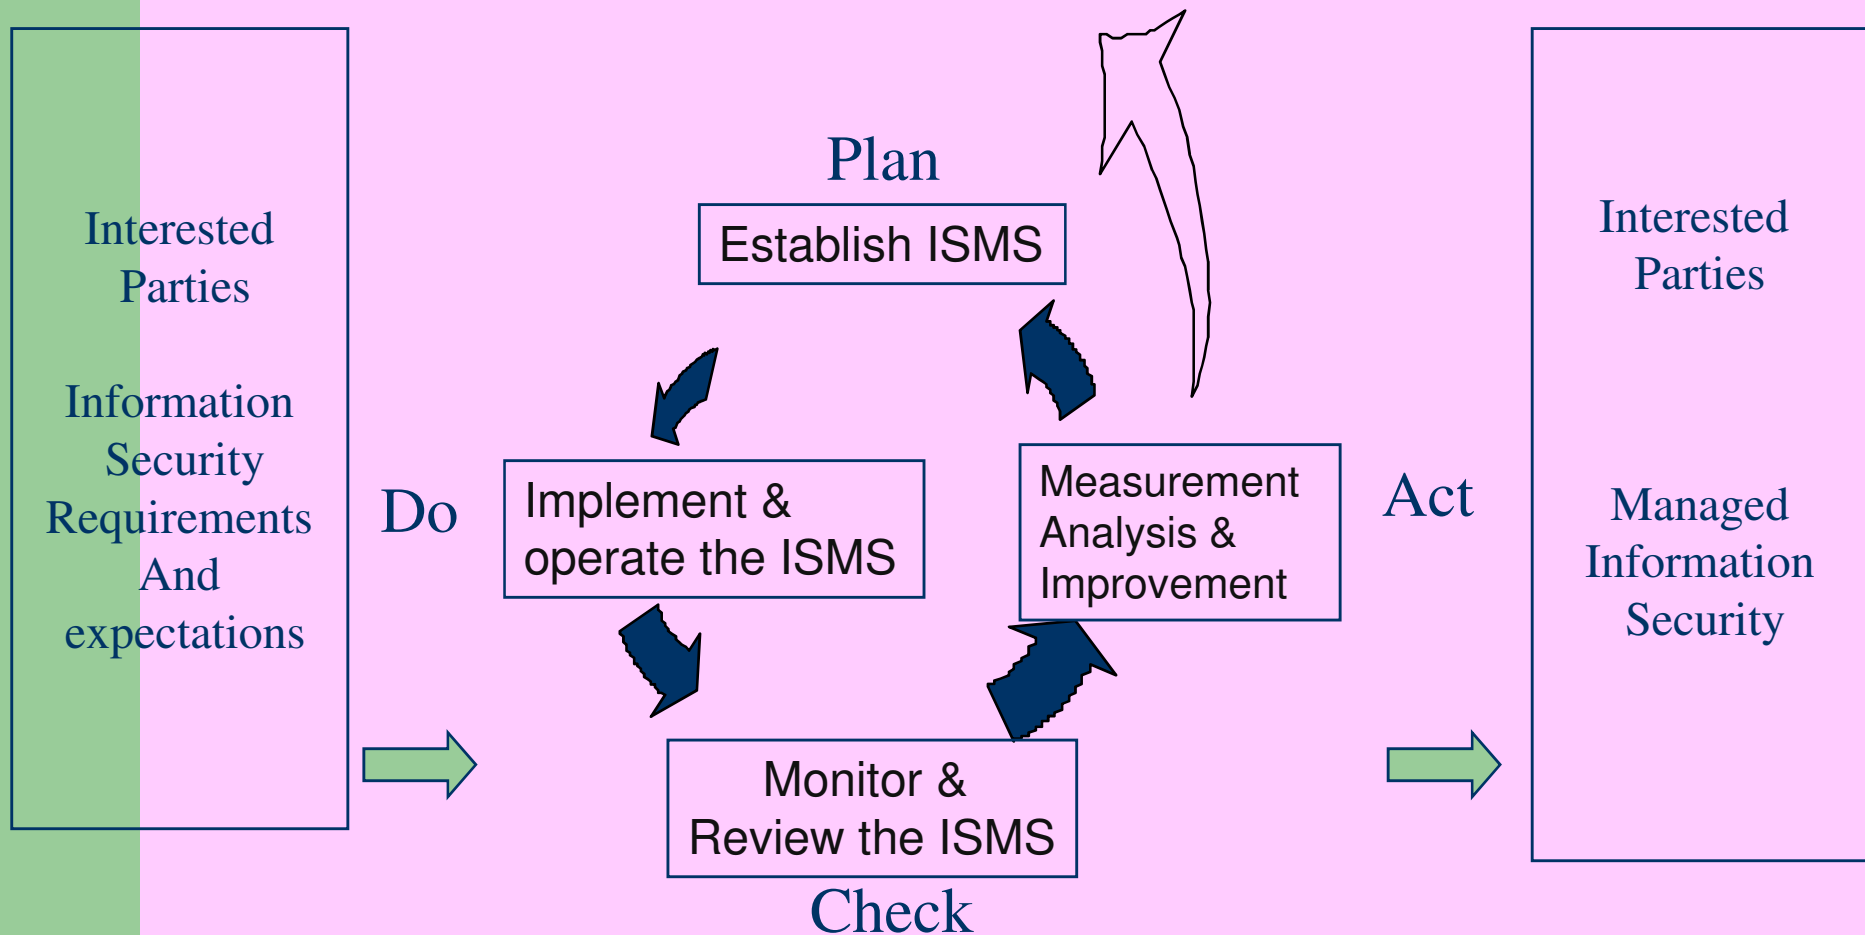 Interested
Parties
Information
Security
Requirements
And
expectations
Plan
Establish ISMS
Do
Implement &
operate the ISMS
Measurement
Analysis &
Improvement
Act
Monitor &
Review the ISMS
Check
Interested
Parties
Managed
Information
Security